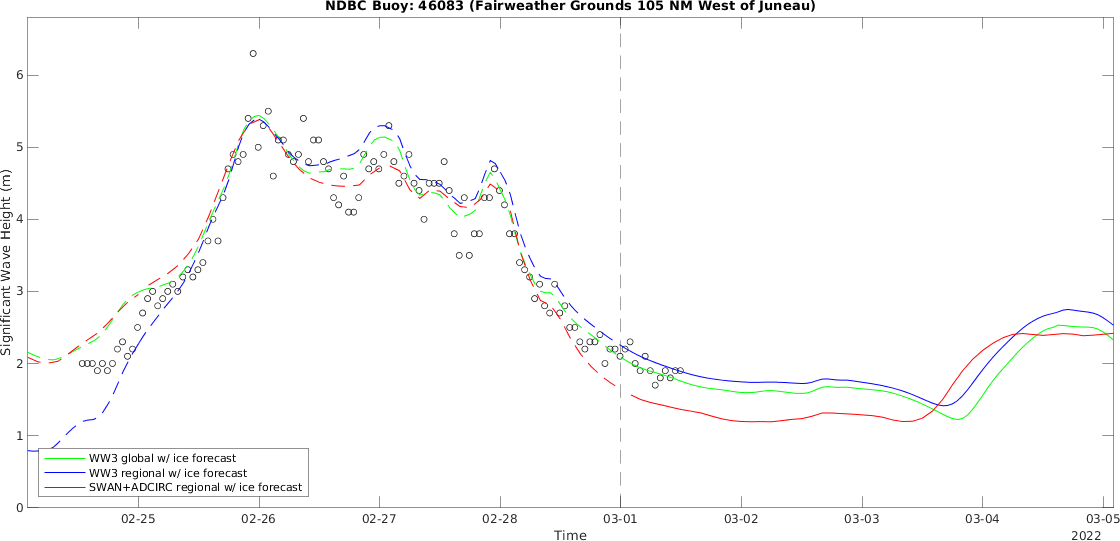 NDBC Buoy: 46083 (Fairweather Grounds 105 NM West of Juneau)
Significant Wave Height (m)
6
5
4
3
2
1
0
WW3 global w/ ice forecast
WW3 regional w/ ice forecast
SWAN+ADCIRC regional w/ ice forecast
02-25 02-26 02-27 02-28 03-01 03-02 03-03 03-04 03-05
Time
2022